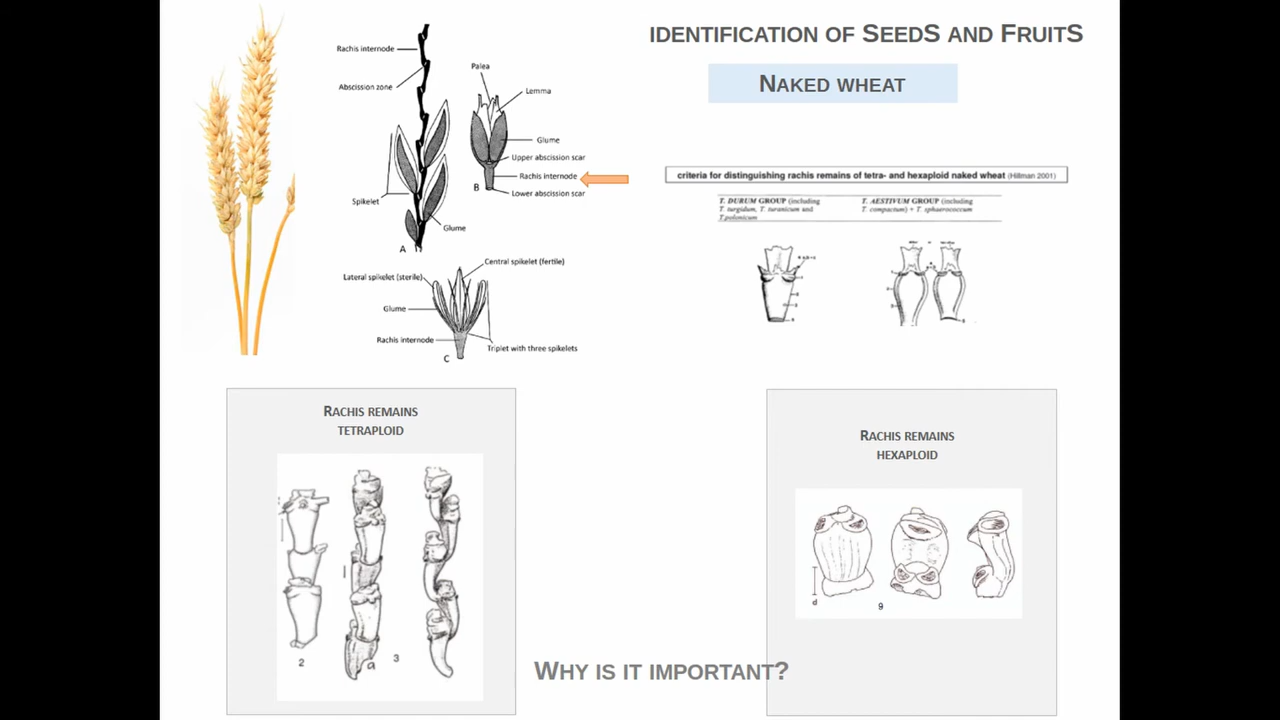 IDENTIFICATION OF SEEDS AND FRUITS
NAKED WHEAT
Rachis internode
Abscission zone
Spikelet
Glume
A
Palea
Lemma
Glume
Upper abscission scar
Rachis internode
Lower abscission scar
B
Central spikelet (fertile)
Lateral spikelet (sterile)
Glume
Rachis internode
Triplet with three spikelets
C
criteria for distinguishing rachis remains of tetra- and hexaploid naked wheat (Hillman 2001)
T. DURUM GROUP (including
T. turgidum, T. turanicum and
T.polonicum
T. AESTIVUM GROUP (including
T. compactum) + T. sphaerococcum
RACHIS REMAINS
TETRAPLOID
2
a
3
RACHIS REMAINS
HEXAPLOID
d
9
WHY IS IT IMPORTANT?